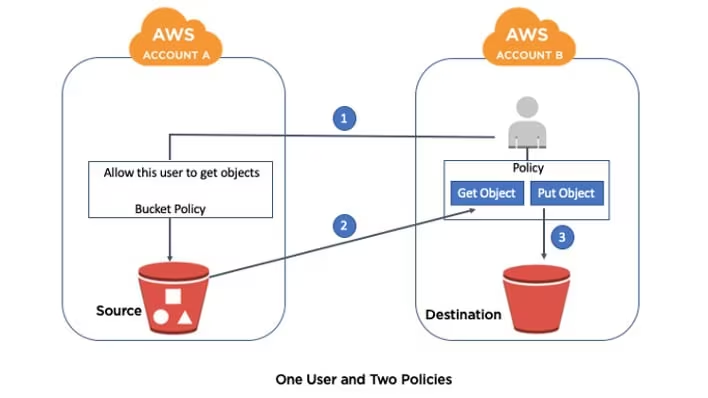 AWS
ACCOUNT A
AWS
ACCOUNT B
1
Allow this user to get objects
Bucket Policy
Policy
Get Object
Put Object
2
3
Source
Destination
One User and Two Policies